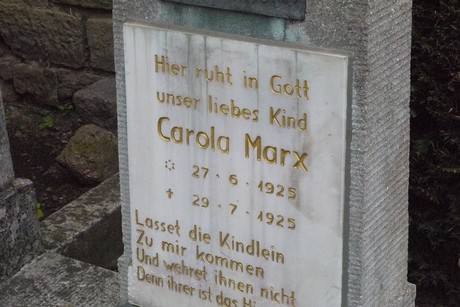 Hier ruht in Gott
unser liebes Kind
Carola Marx
* 27 · 6 · 1925
† 29 · 7 · 1925
Lasset die Kindlein
Zu mir kommen
Und wehret ihnen nicht
Denn ihrer ist das